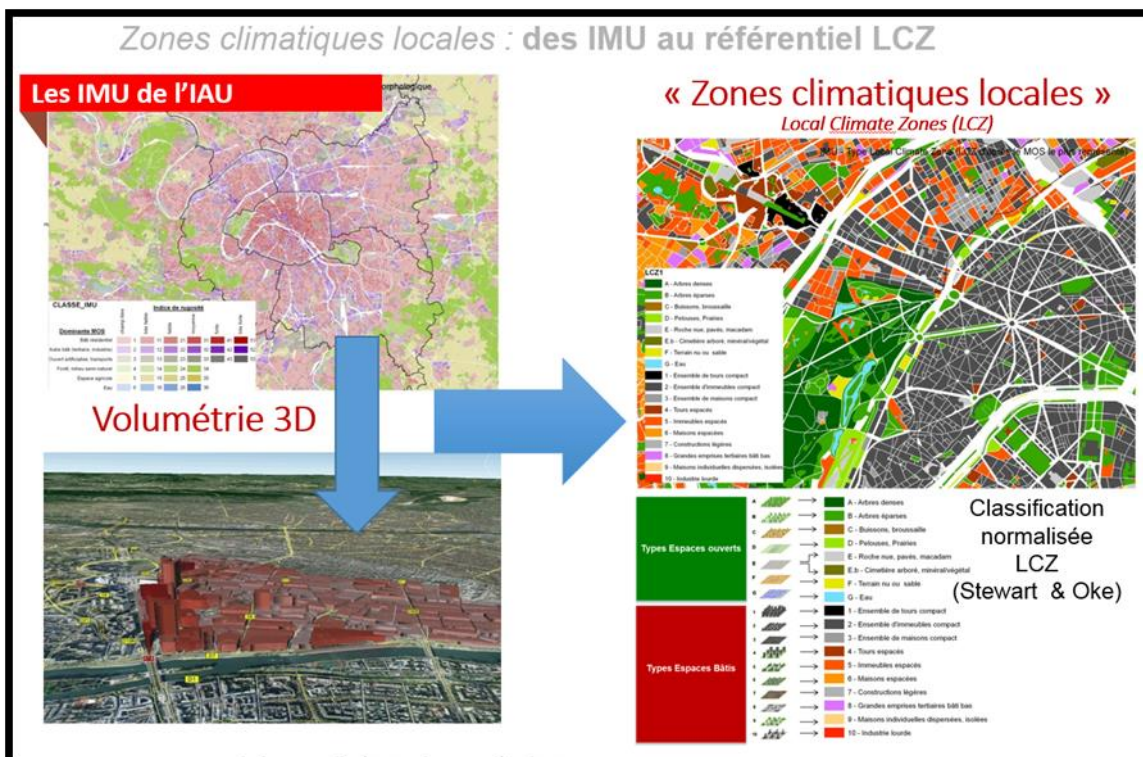 Zones climatiques locales : des IMU au référentiel LCZ
Les IMU de l'IAU
orphologique
CLASSE_IMU
Indice de rugosité
Dominante MOS
Bâti résidentiel
Espace agricole
Eau
Volumétrie 3D
« Zones climatiques locales »
Local Climate Zones (LCZ)
LCZ1
A - Arbres denses
B - Arbres éparses
C - Buissons, broussaille
D - Pelouses, Prairies
E - Roche nue, pavés, macadam
E.b - Cimetière arboré, minéral/végétal
F - Terrain nu ou sable
G - Eau
1 - Ensemble de tours compact
2 - Ensemble d'immeubles compact
3 - Ensemble de maisons compact
4 - Tours espacés
5 - Immeubles espacés
6 - Maisons espacées
7 - Constructions légères
8 - Grandes emprises tertiaires bâti bas
9 - Maisons individuelles dispersées, isolées
10 - Industrie lourde
Types Espaces ouverts
A - Arbres denses
B - Arbres éparses
C - Buissons, broussaille
D - Pelouses, Prairies
E - Roche nue, pavés, macadam
E.b - Cimetière arboré, minéral/végétal
F - Terrain nu ou sable
G - Eau
Types Espaces Bâtis
1 - Ensemble de tours compact
2 - Ensemble d'immeubles compact
3 - Ensemble de maisons compact
4 - Tours espacés
5 - Immeubles espacés
6 - Maisons espacées
7 - Constructions légères
8 - Grandes emprises tertiaires bâti bas
9 - Maisons individuelles dispersées, isolées
10 - Industrie lourde
Classification
normalisée
LCZ
(Stewart & Oke)